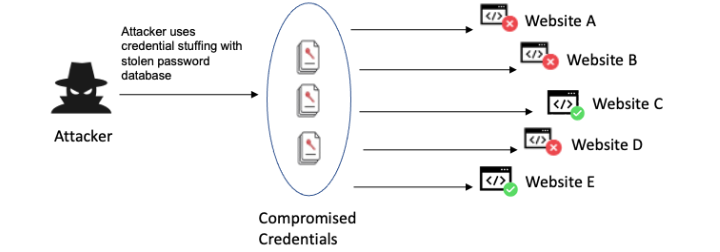 Attacker uses
credential stuffing with
stolen password
database
Attacker
Compromised
Credentials
</> Website A
</> Website B
</> Website C
</> Website D
</> Website E